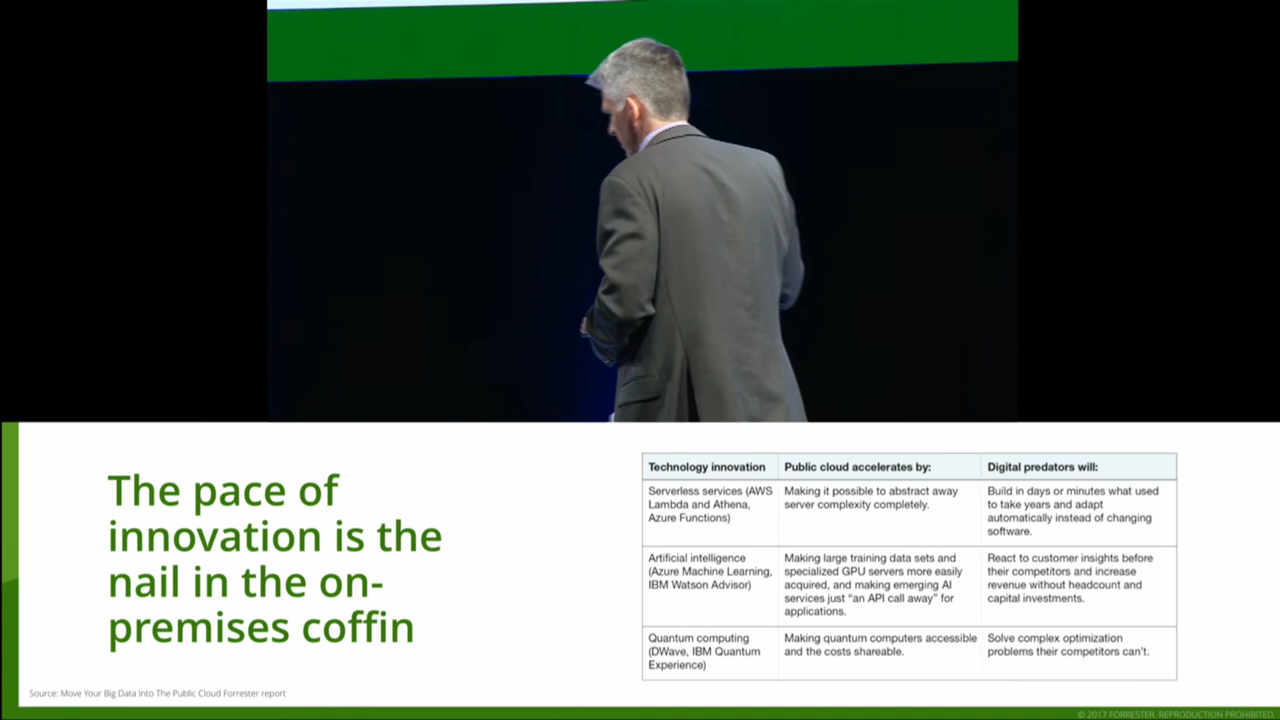 The pace of
innovation is the
nail in the on-
premises coffin
Technology innovation
Public cloud accelerates by:
Digital predators will:
Serverless services (AWS
Lambda and Athena,
Azure Functions)
Making it possible to abstract away
server complexity completely.
Build in days or minutes what used
to take years and adapt
automatically instead of changing
software.
Artificial intelligence
(Azure Machine Learning,
IBM Watson Advisor)
Making large training data sets and
specialized GPU servers more easily
acquired, and making emerging AI
services just “an API call away” for
applications.
React to customer insights before
their competitors and increase
revenue without headcount and
capital investments.
Quantum computing
(DWave, IBM Quantum
Experience)
Making quantum computers accessible
and the costs shareable.
Solve complex optimization
problems their competitors can’t.
Source: Move Your Big Data Into The Public Cloud Forrester report
© 2017 FORRESTER. REPRODUCTION PROHIBITED.